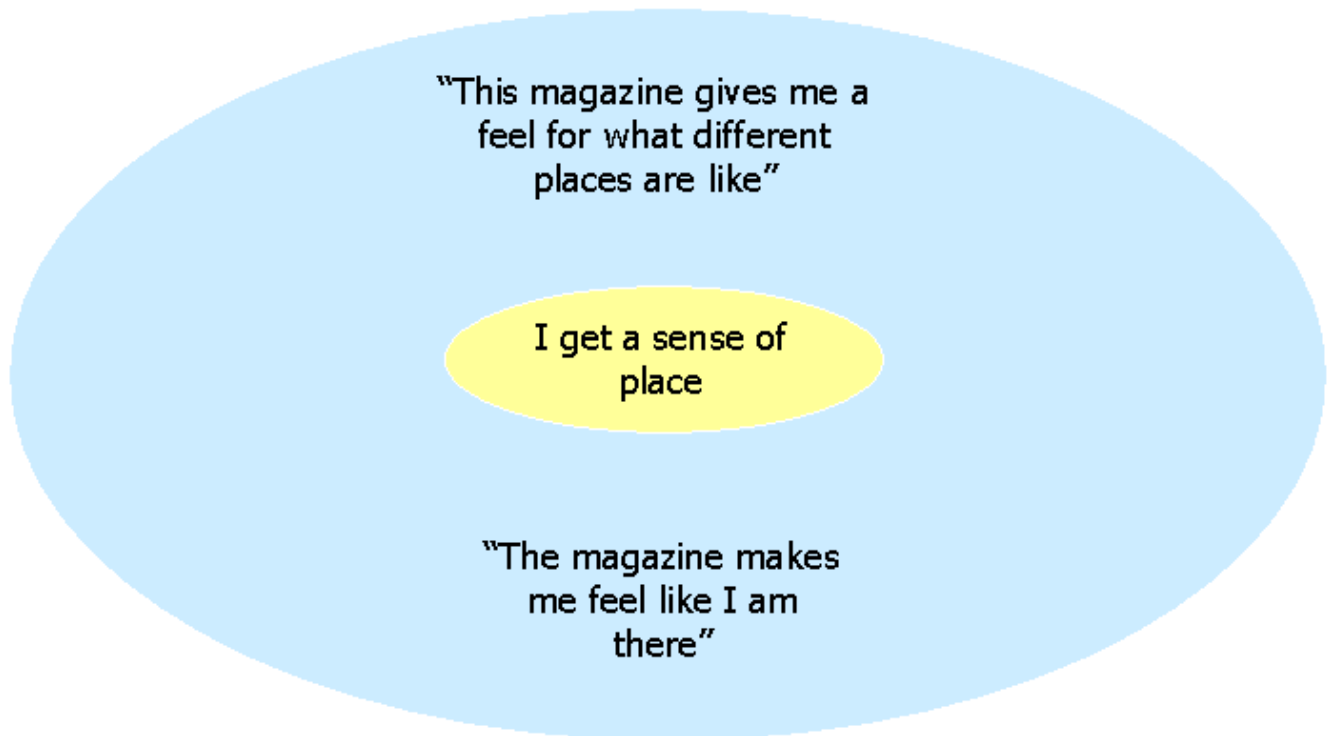 “This magazine gives me a
feel for what different
places are like”
I get a sense of
place
“The magazine makes
me feel like I am
there”